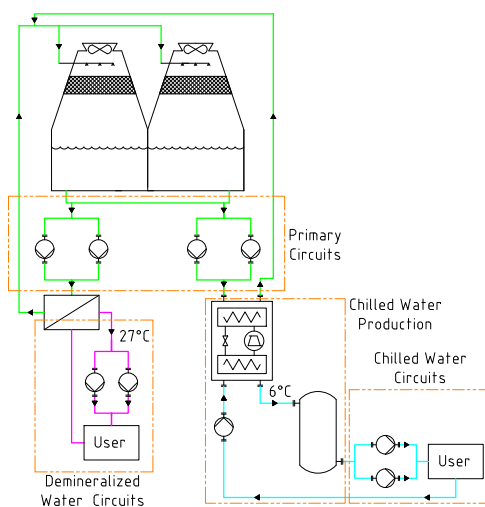 Primary
Circuits
Chilled Water
Production
27°C
Chilled Water
Circuits
6°C
User
User
Demineralized
Water Circuits